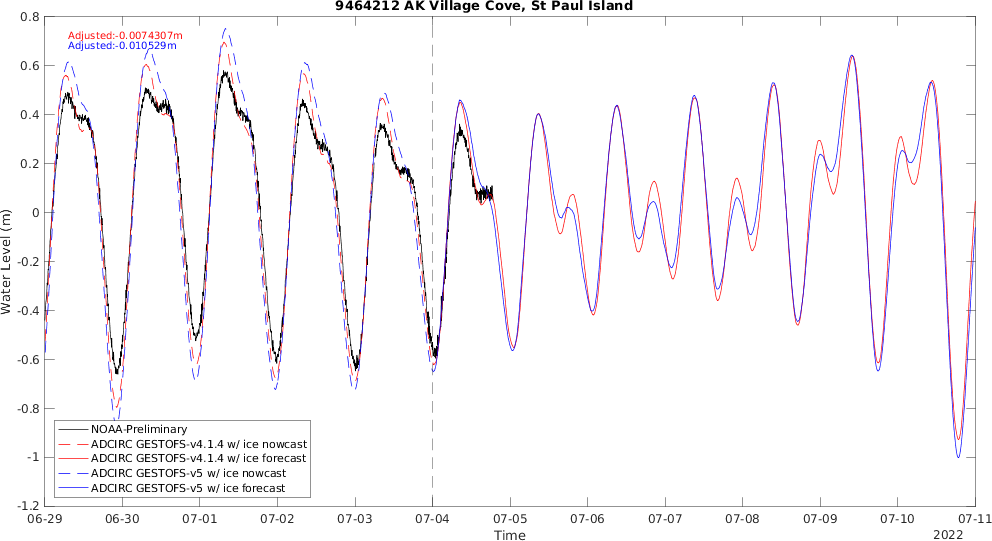 9464212 AK Village Cove, St Paul Island
Adjusted:-0.0074307m
Adjusted:-0.010529m
0.8
0.6
0.4
0.2
0
-0.2
-0.4
-0.6
-0.8
-1
-1.2
Water Level (m)
NOAA-Preliminary
ADCIRC GESTOFS-v4.1.4 w/ ice nowcast
ADCIRC GESTOFS-v4.1.4 w/ ice forecast
ADCIRC GESTOFS-v5 w/ ice nowcast
ADCIRC GESTOFS-v5 w/ ice forecast
06-29 06-30 07-01 07-02 07-03 07-04 07-05 07-06 07-07 07-08 07-09 07-10 07-11
Time
2022